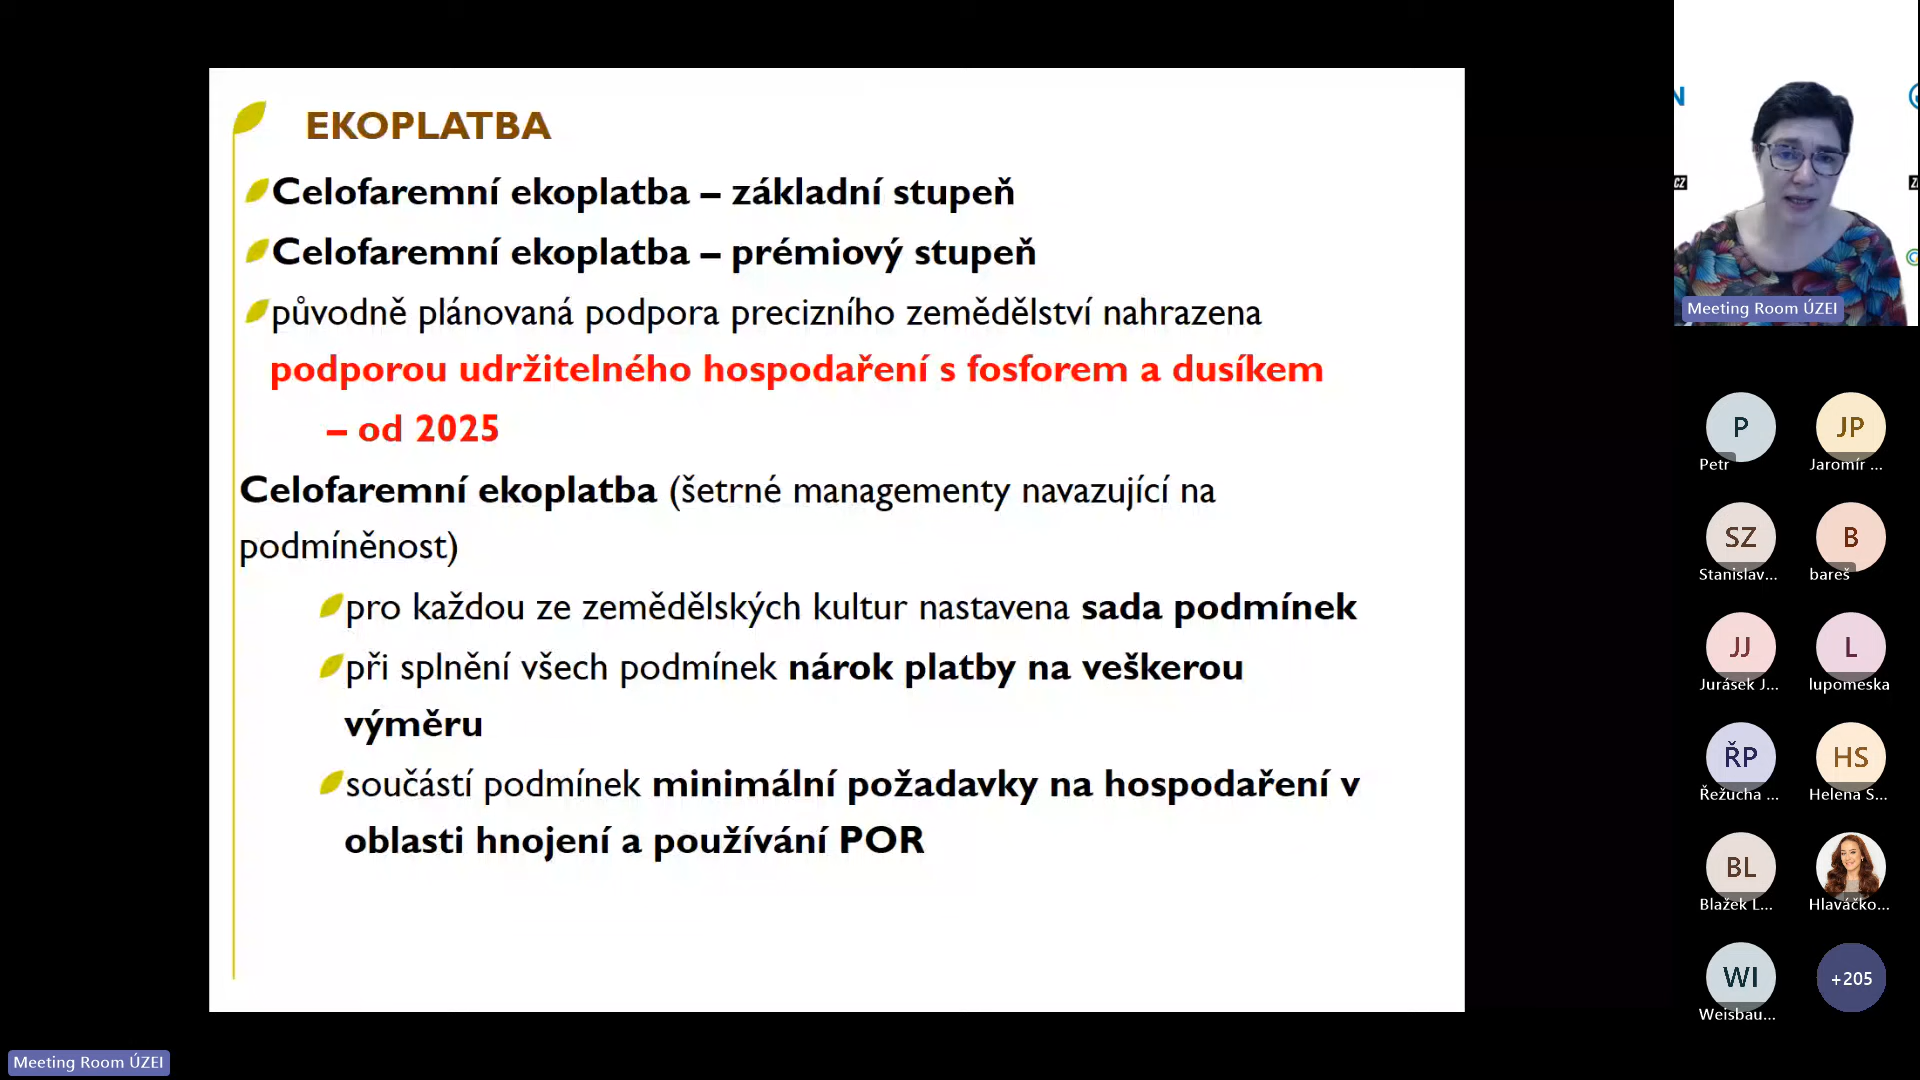 EKOPLATBA
Celofaremní ekoplatba – základní stupeň
Celofaremní ekoplatba – prémiový stupeň
původně plánovaná podpora precizního zemědělství nahrazena
podporou udržitelného hospodaření s fosforem a dusíkem
– od 2025
Celofaremní ekoplatba (šetrné managementy navazující na
podmíněnost)
pro každou ze zemědělských kultur nastavena sada podmínek
při splnění všech podmínek nárok platby na veškerou
výměru
součástí podmínek minimální požadavky na hospodaření v
oblasti hnojení a používání POR
Meeting Room ÚZEI
P
Petr
JP
Jaromír ...
SZ
Stanislav...
B
bareš
JJ
Jurásek J...
L
lupomeska
ŘP
Řežucha ...
HS
Helena S...
BL
Blažek L...
Hlaváčko...
WI
Weisbau...
+205
Meeting Room ÚZEI